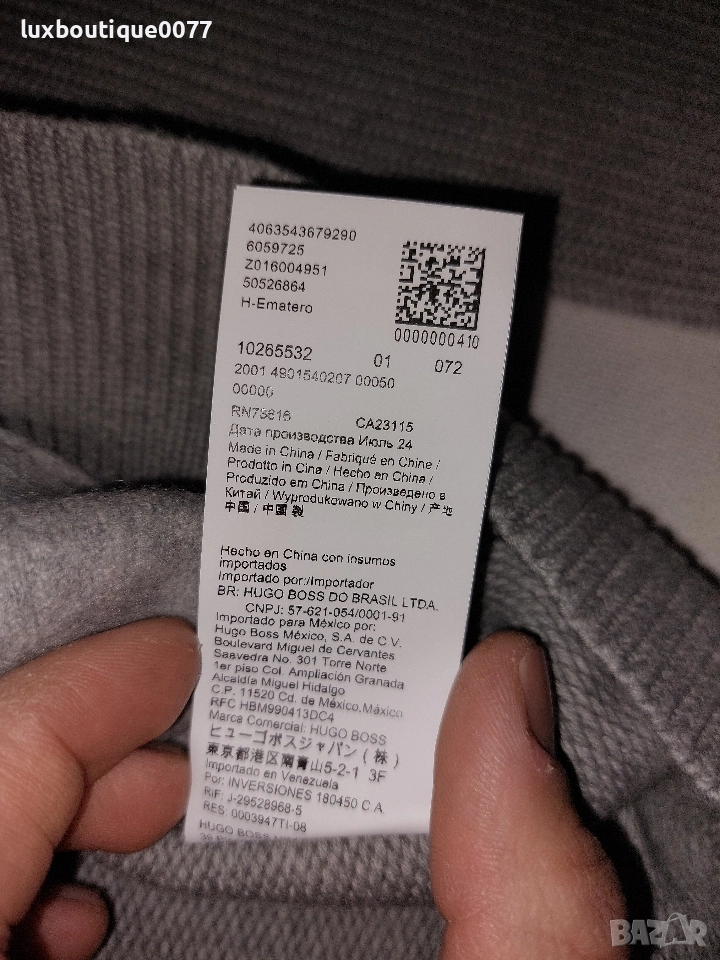 luxboutique0077
4063543679290
6059725
Z016004951
50526864
H-Ematero
0000000410
10265532 01 072
2001 4901540207 00050
00000
RN75816 CA23115
Дата производства Июль 24
Made in China / Fabriqué en Chine /
Prodotto in Cina / Hecho en China /
Produzido em China / Произведено в
Китай / Wyprodukowano w Chiny / 产地
中国 / 中國 製
Hecho en China con insumos
importados
Importado por:/Importador
BR: HUGO BOSS DO BRASIL LTDA.
CNPJ: 57-621-054/0001-91
Importado para México por:
Hugo Boss México, S.A. de C.V.
Boulevard Miguel de Cervantes
Saavedra No. 301 Torre Norte
1er piso Col. Ampliación Granada
Alcaldía Miguel Hidalgo
C.P. 11520 Cd. de México,México
RFC HBM990413DC4
Marca Comercial: HUGO BOSS
ヒューゴボスジャパン(株)
東京都港区南青山5-2-1 3F
Importado en Venezuela
Por: INVERSIONES 180450 C.A.
RIF: J-29528968-5
RES. 0003947TI-08
HUGO BOSS
BAZAR